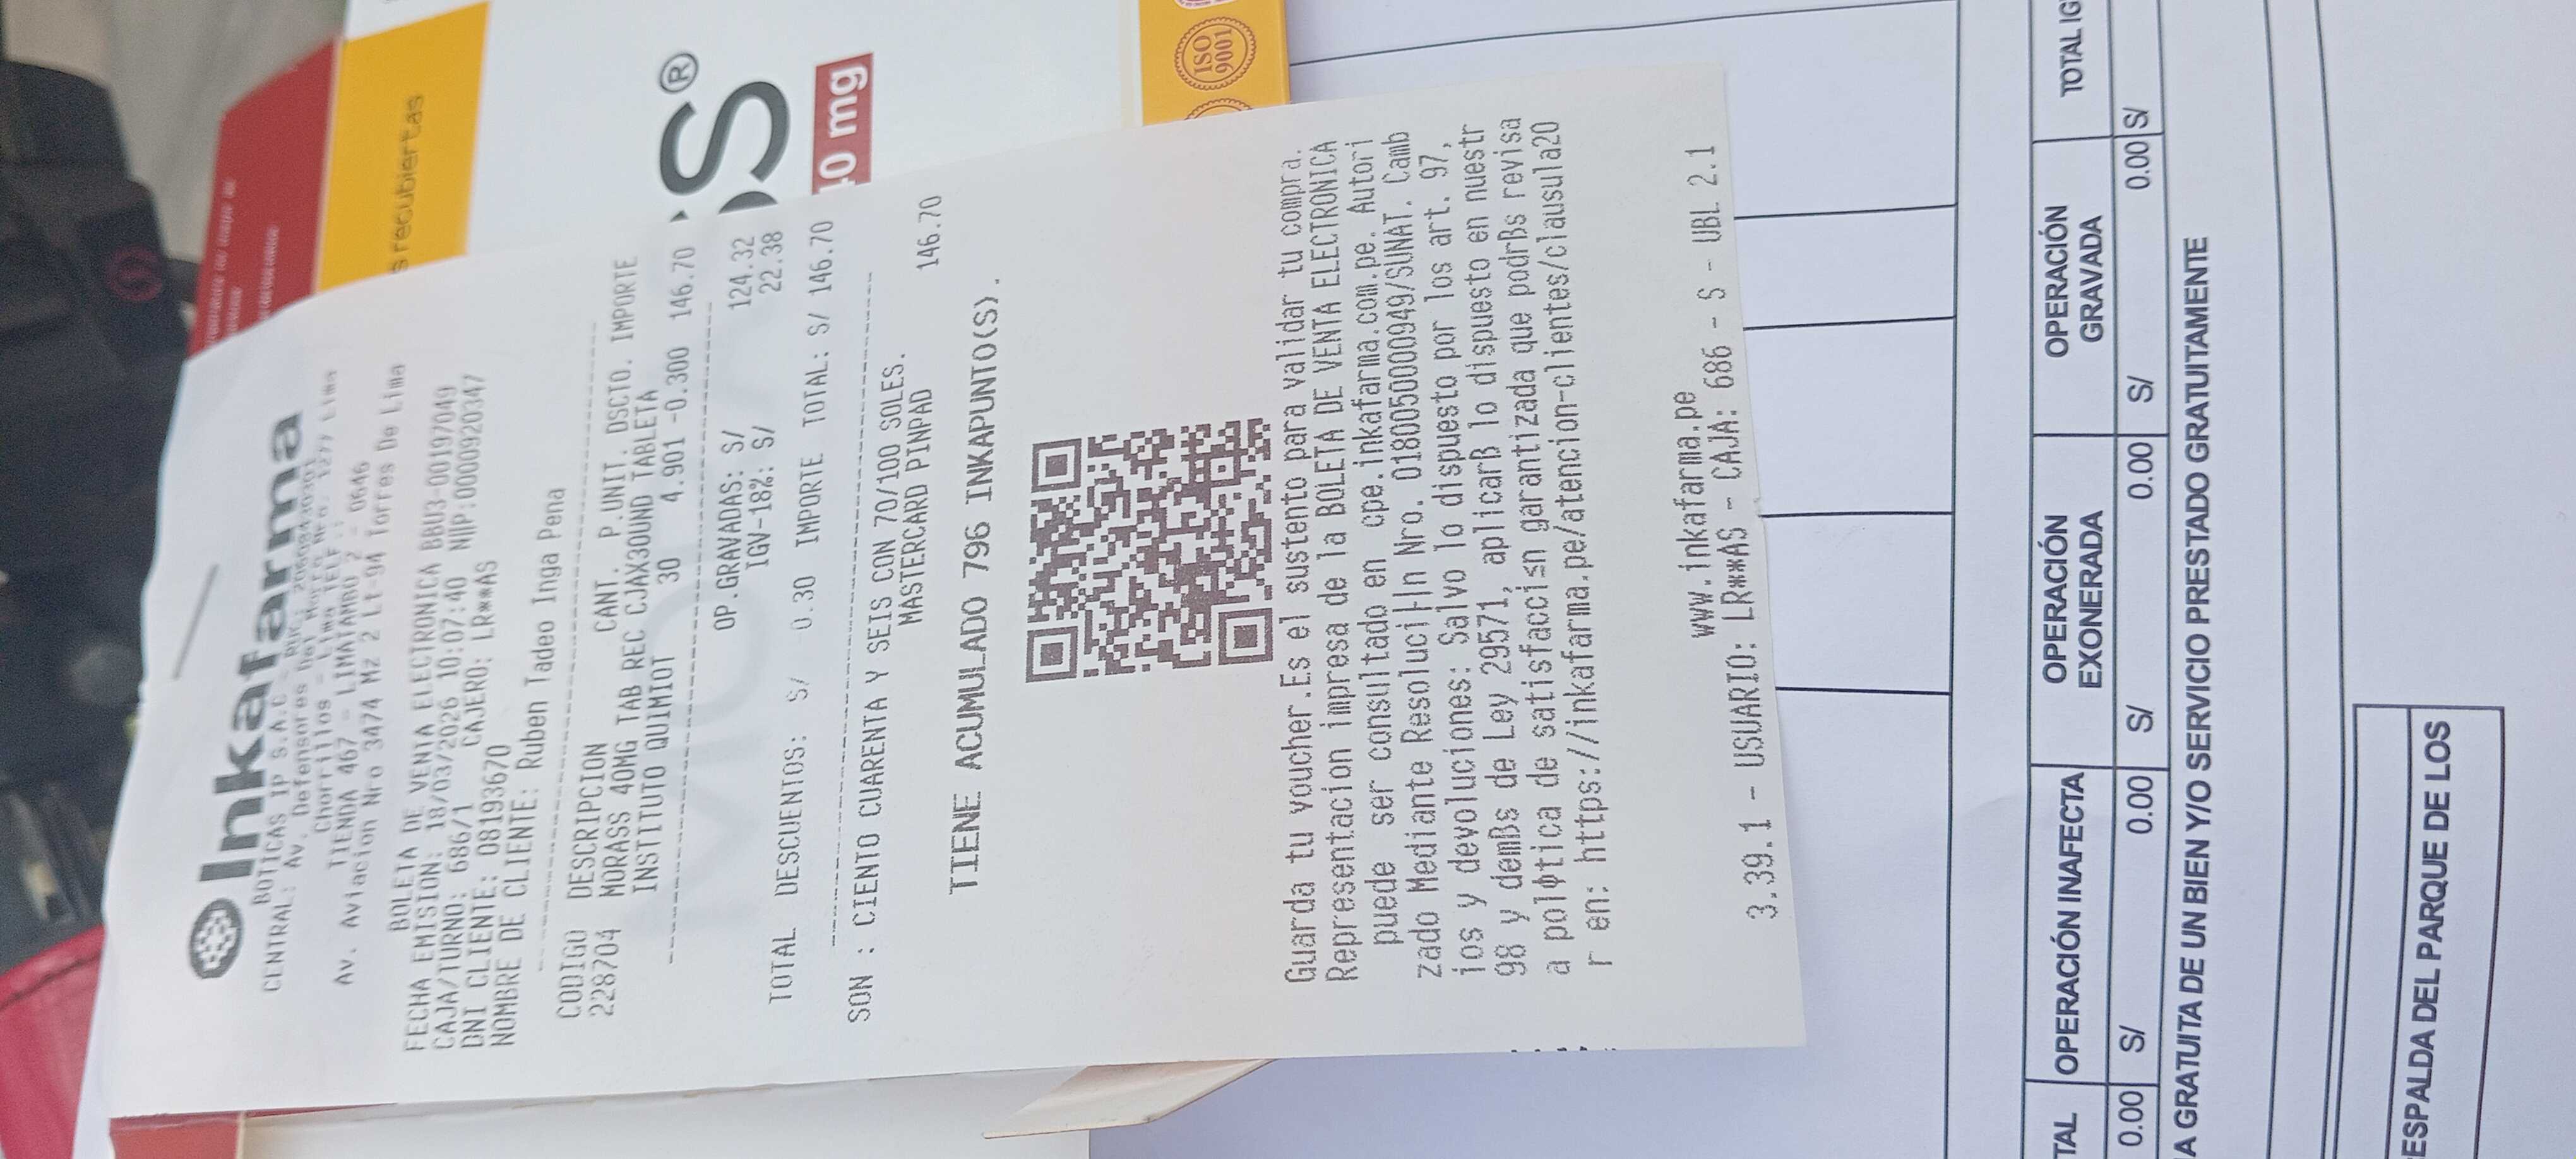 Inkafarma
BOTICAS IP S.A.C - RUC:
CENTRAL: Av. Defensores Del Morro Nro. 1277 Lima
Chorrillos - Lima TELF.:
TIENDA 467 - LIMATAMBO 2 - 0646
Av. Aviacion Nro 3474 Mz 2 Lt-94 Torres De Lima
BOLETA DE VENTA ELECTRONICA BBU3-00197049
FECHA EMISION: 18/03/2026 10:07:40 NIP:0000920347
CAJA/TURNO: 686/1 CAJERO: LR**AS
DNI CLIENTE: 08193670
NOMBRE DE CLIENTE: Ruben Tadeo Inga Pena
CODIGO DESCRIPCION CANT. P.UNIT. DSCTO. IMPORTE
228704 MORASS 40MG TAB REC CJAX30UND TABLETA
INSTITUTO QUIMIOT 30 4.901 -0.300 146.70
OP.GRAVADAS: S/ 124.32
IGV-18%: S/ 22.38
TOTAL DESCUENTOS: S/ 0.30 IMPORTE TOTAL: S/ 146.70
SON : CIENTO CUARENTA Y SEIS CON 70/100 SOLES.
MASTERCARD PINPAD 146.70
TIENE ACUMULADO 796 INKAPUNTO(S).
Guarda tu voucher.Es el sustento para validar tu compra.
Representacion impresa de la BOLETA DE VENTA ELECTRONICA
puede ser consultado en cpe.inkafarma.com.pe. Autori
zado Mediante Resoluci├n Nro. 0180050000949/SUNAT. Camb
ios y devoluciones: Salvo lo dispuesto por los art. 97,
98 y demßs de Ley 29571, aplicarß lo dispuesto en nuestr
a polφtica de satisfacci≤n garantizada que podrßs revisa
r en: https://inkafarma.pe/atencion-clientes/clausula20
www.inkafarma.pe
3.39.1 - USUARIO: LR**AS - CAJA: 686 - S - UBL 2.1
s recubiertas
S®
40 mg
ISO
9001
TAL
OPERACIÓN INAFECTA
OPERACIÓN
EXONERADA
OPERACIÓN
GRAVADA
TOTAL IG
0.00 S/ 0.00 S/ 0.00 S/ 0.00 S/
A GRATUITA DE UN BIEN Y/O SERVICIO PRESTADO GRATUITAMENTE
ESPALDA DEL PARQUE DE LOS